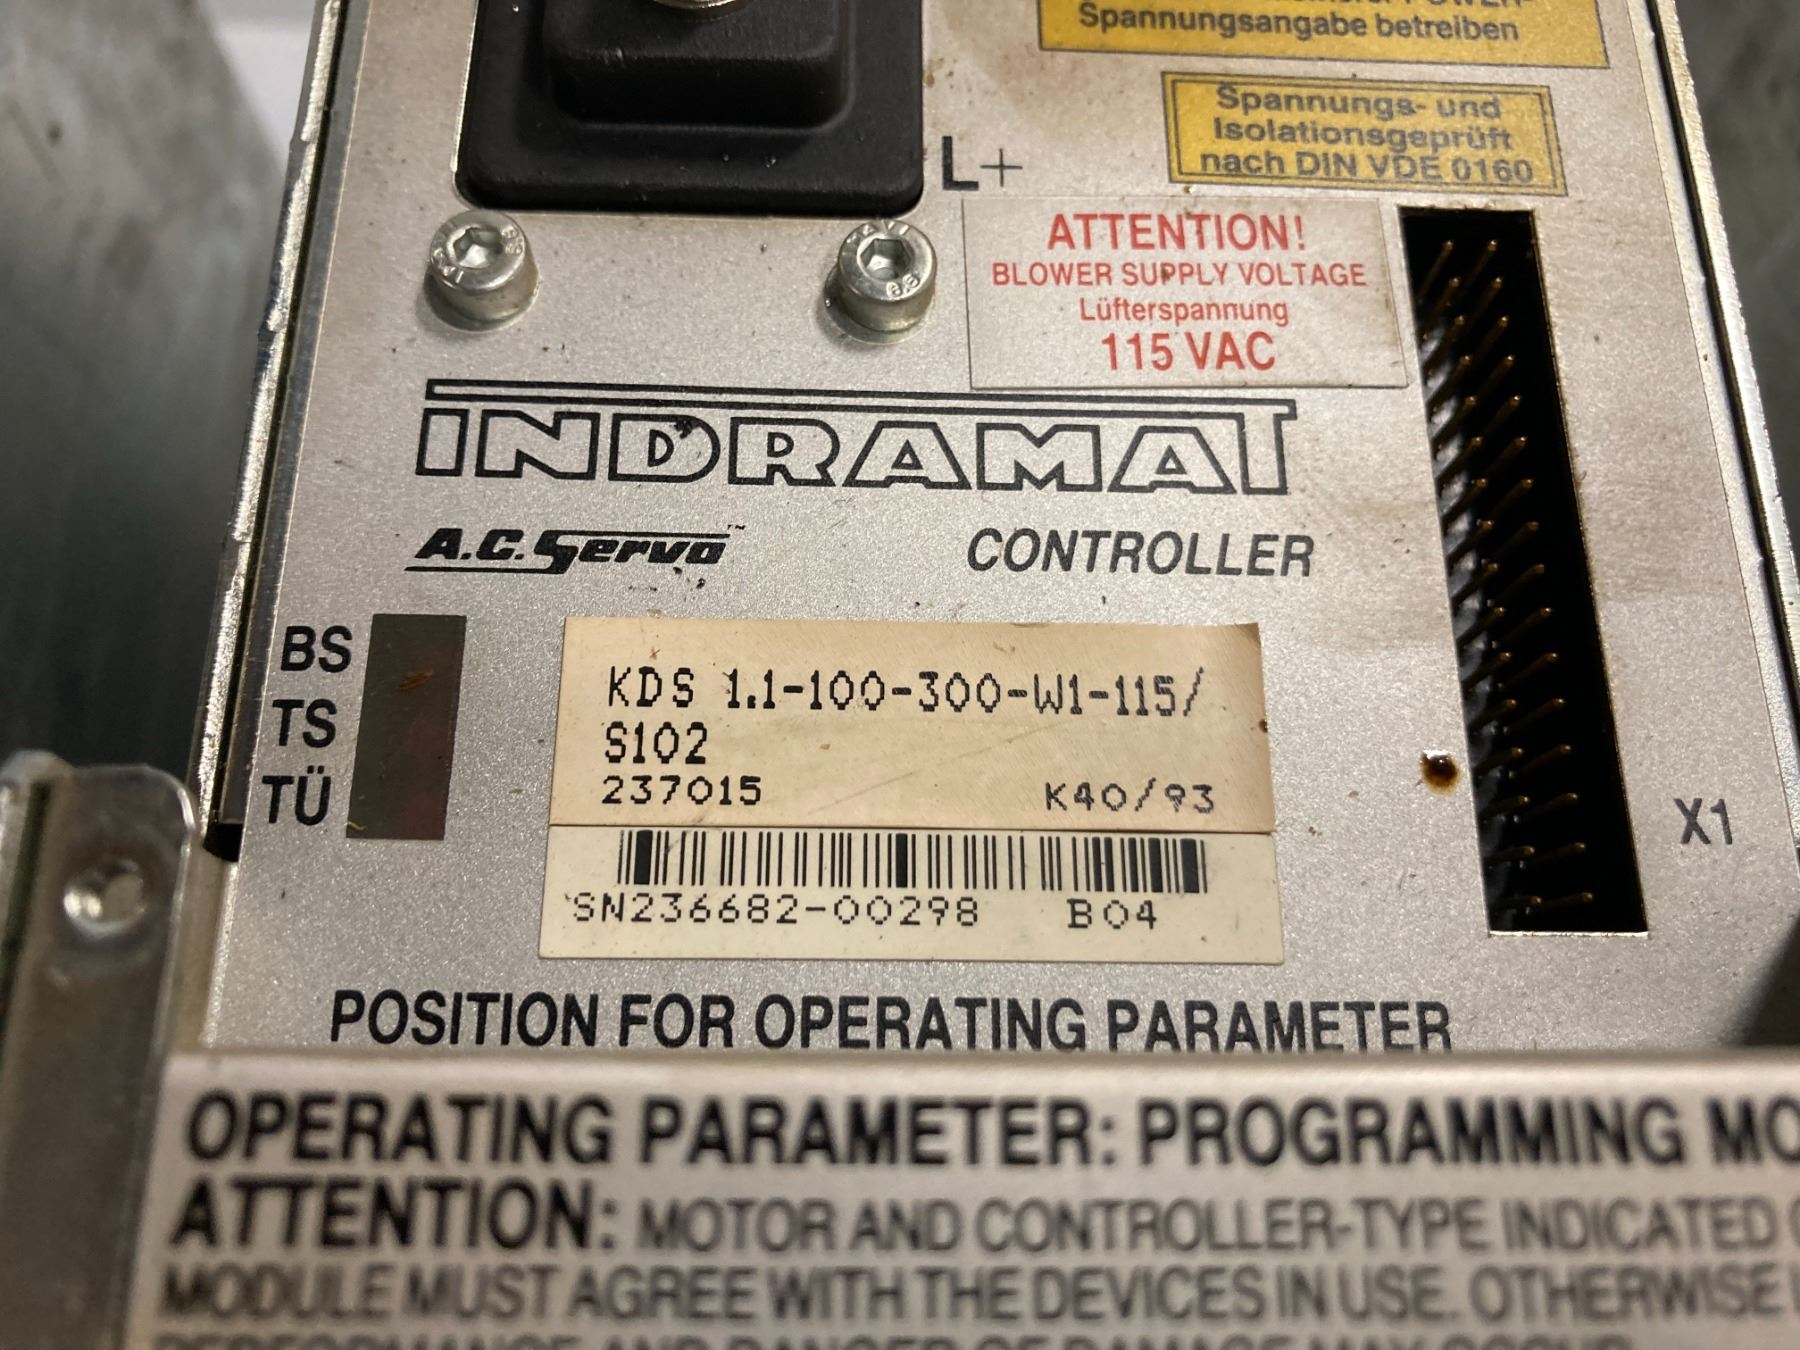 Spannungsangabe betreiben
Spannungs- und
Isolationsgeprüft
nach DIN VDE 0160
L+
ATTENTION!
BLOWER SUPPLY VOLTAGE
Lüfterspannung
115 VAC
INDRAMAT
A.C. Servo™
CONTROLLER
BS
TS
TÜ
KDS 1.1-100-300-W1-115/
S102
237015 K40/93
SN236682-00298 B04
X1
POSITION FOR OPERATING PARAMETER
OPERATING PARAMETER: PROGRAMMING MO
ATTENTION: MOTOR AND CONTROLLER-TYPE INDICATED
MODULE MUST AGREE WITH THE DEVICES IN USE. OTHERWISE